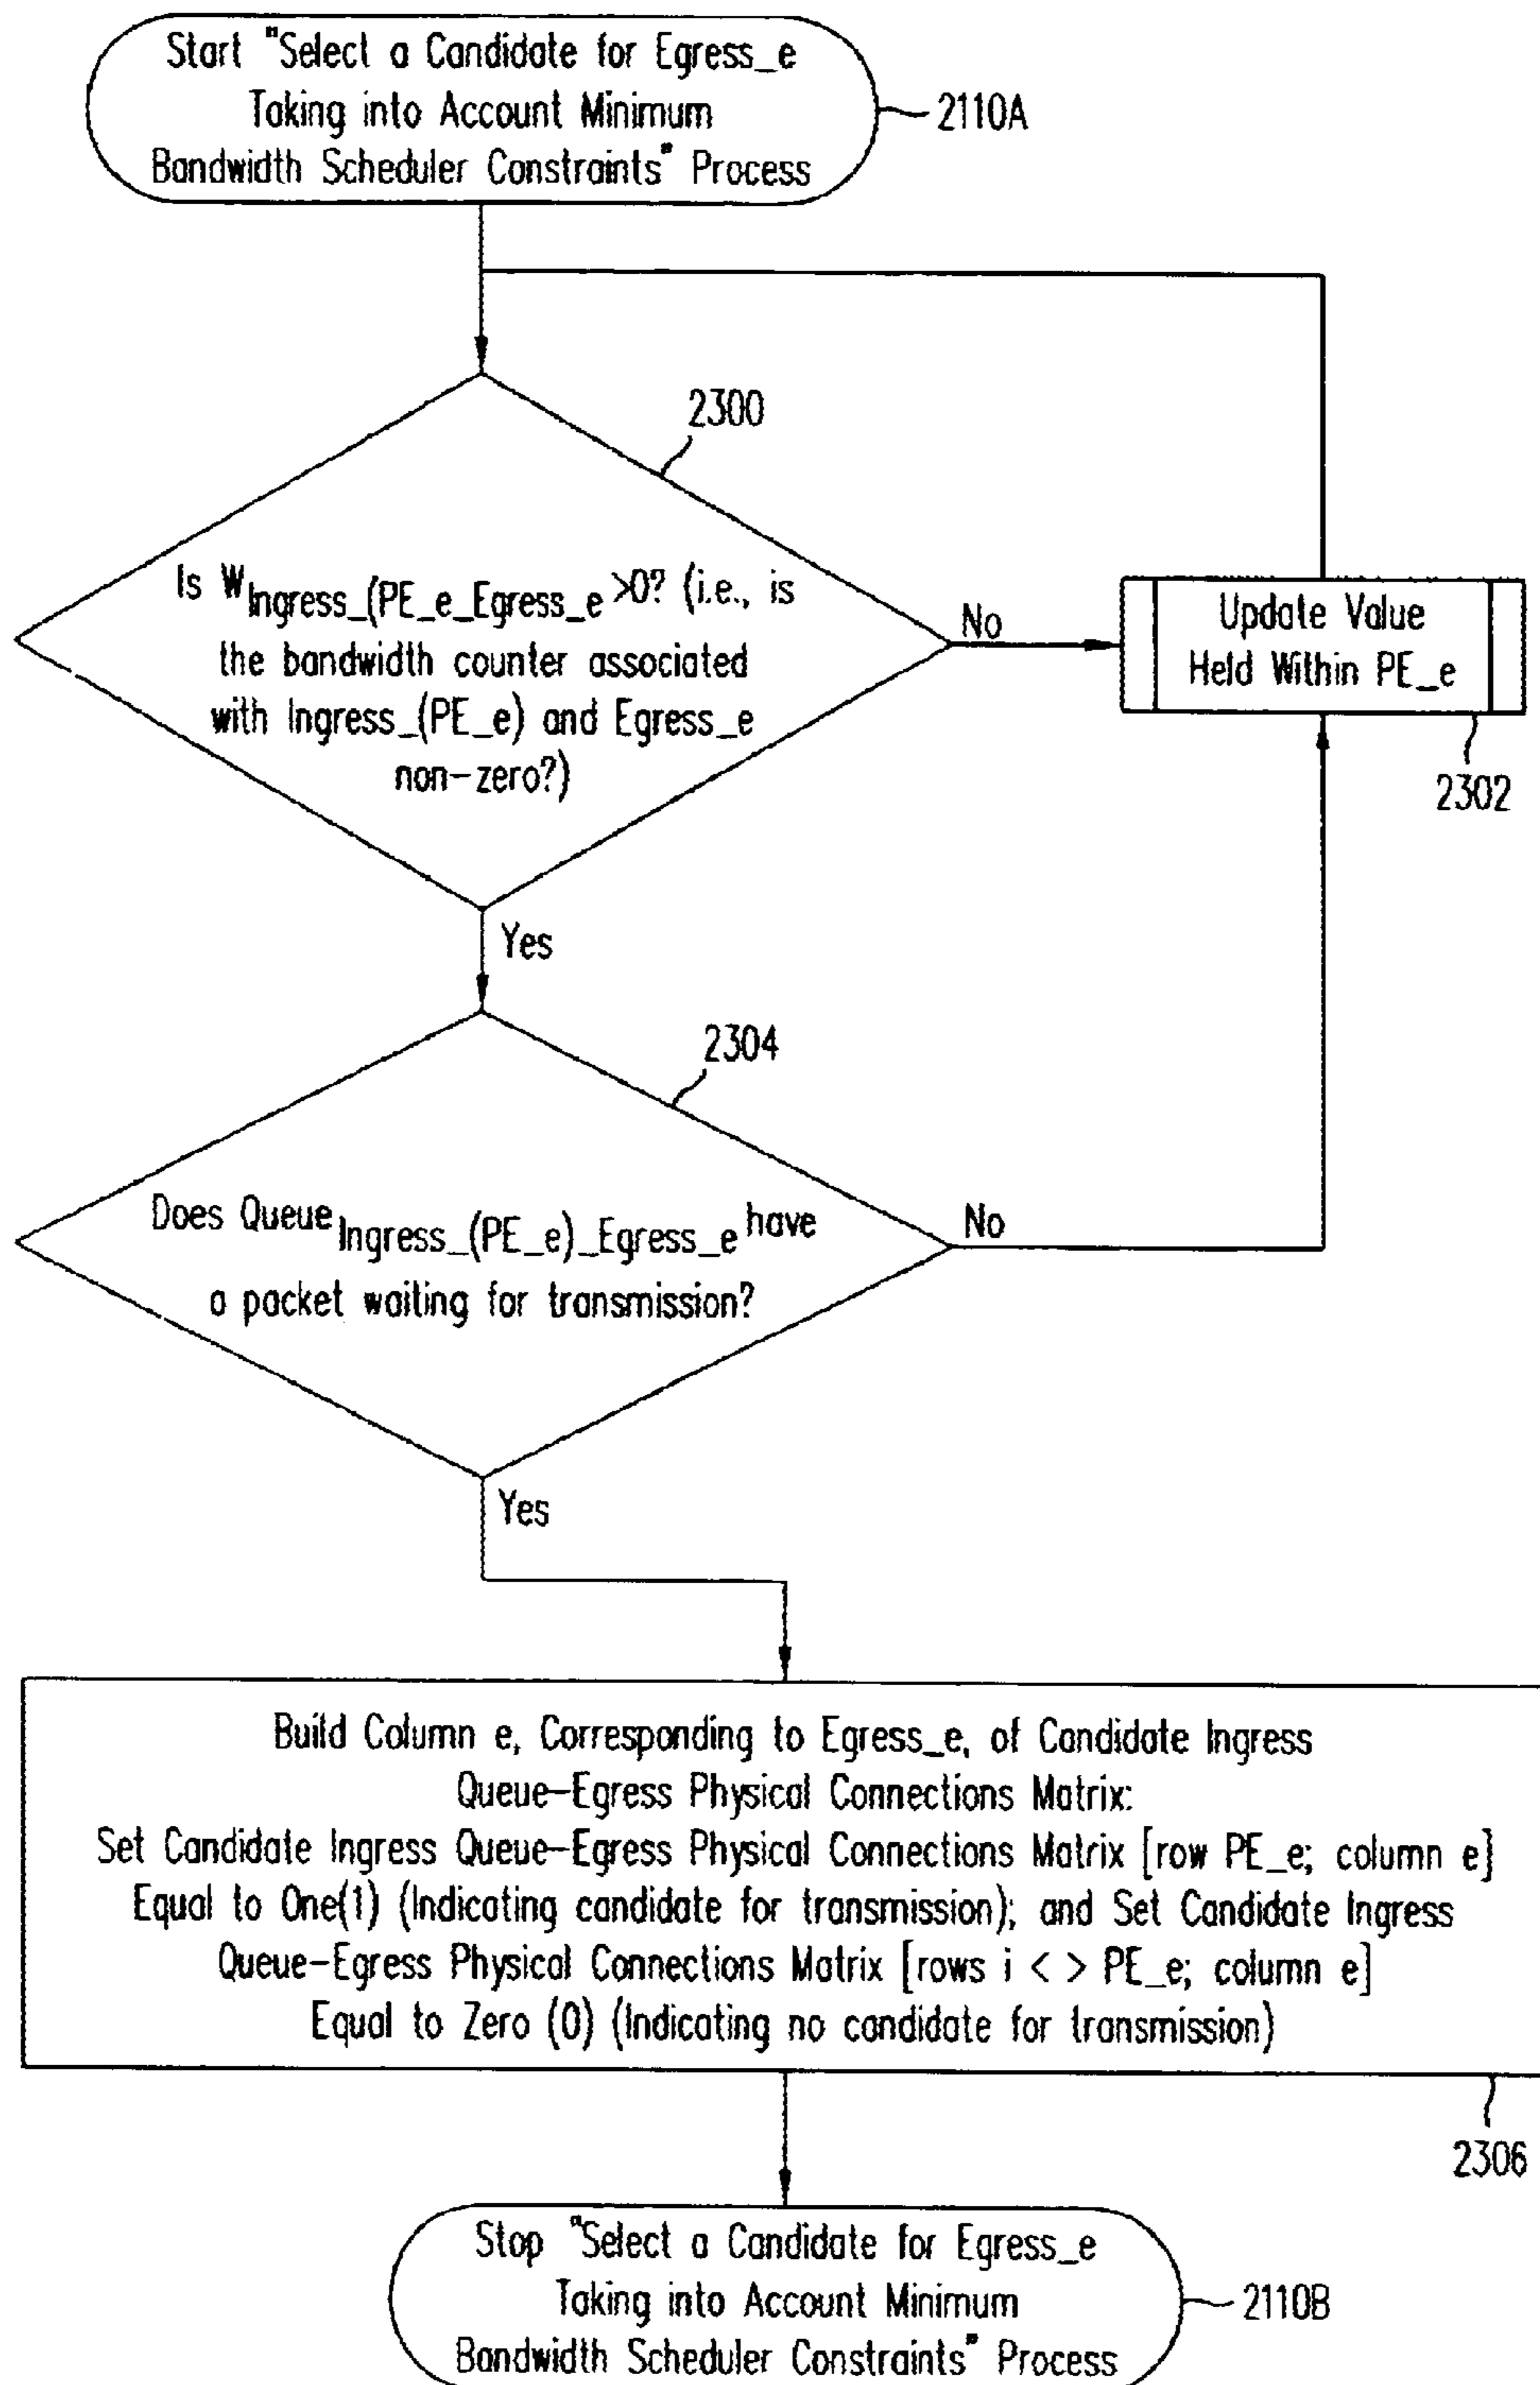 Start "Select a Candidate for Egress_e
Taking into Account Minimum
Bandwidth Scheduler Constraints" Process
2110A
2300
Is W Ingress_(PE_e_Egress_e >0? (i.e., is
the bandwidth counter associated
with Ingress_(PE_e) and Egress_e
non-zero?)
No
Update Value
Held Within PE_e
2302
Yes
2304
Does Queue Ingress_(PE_e)_Egress_e have
a packet waiting for transmission?
No
Yes
Build Column e, Corresponding to Egress_e, of Candidate Ingress
Queue-Egress Physical Connections Matrix:
Set Candidate Ingress Queue-Egress Physical Connections Matrix [row PE_e; column e]
Equal to One(1) (Indicating candidate for transmission); and Set Candidate Ingress
Queue-Egress Physical Connections Matrix [rows i < > PE_e; column e]
Equal to Zero (0) (Indicating no candidate for transmission)
2306
Stop "Select a Candidate for Egress_e
Taking into Account Minimum
Bandwidth Scheduler Constraints" Process
2110B